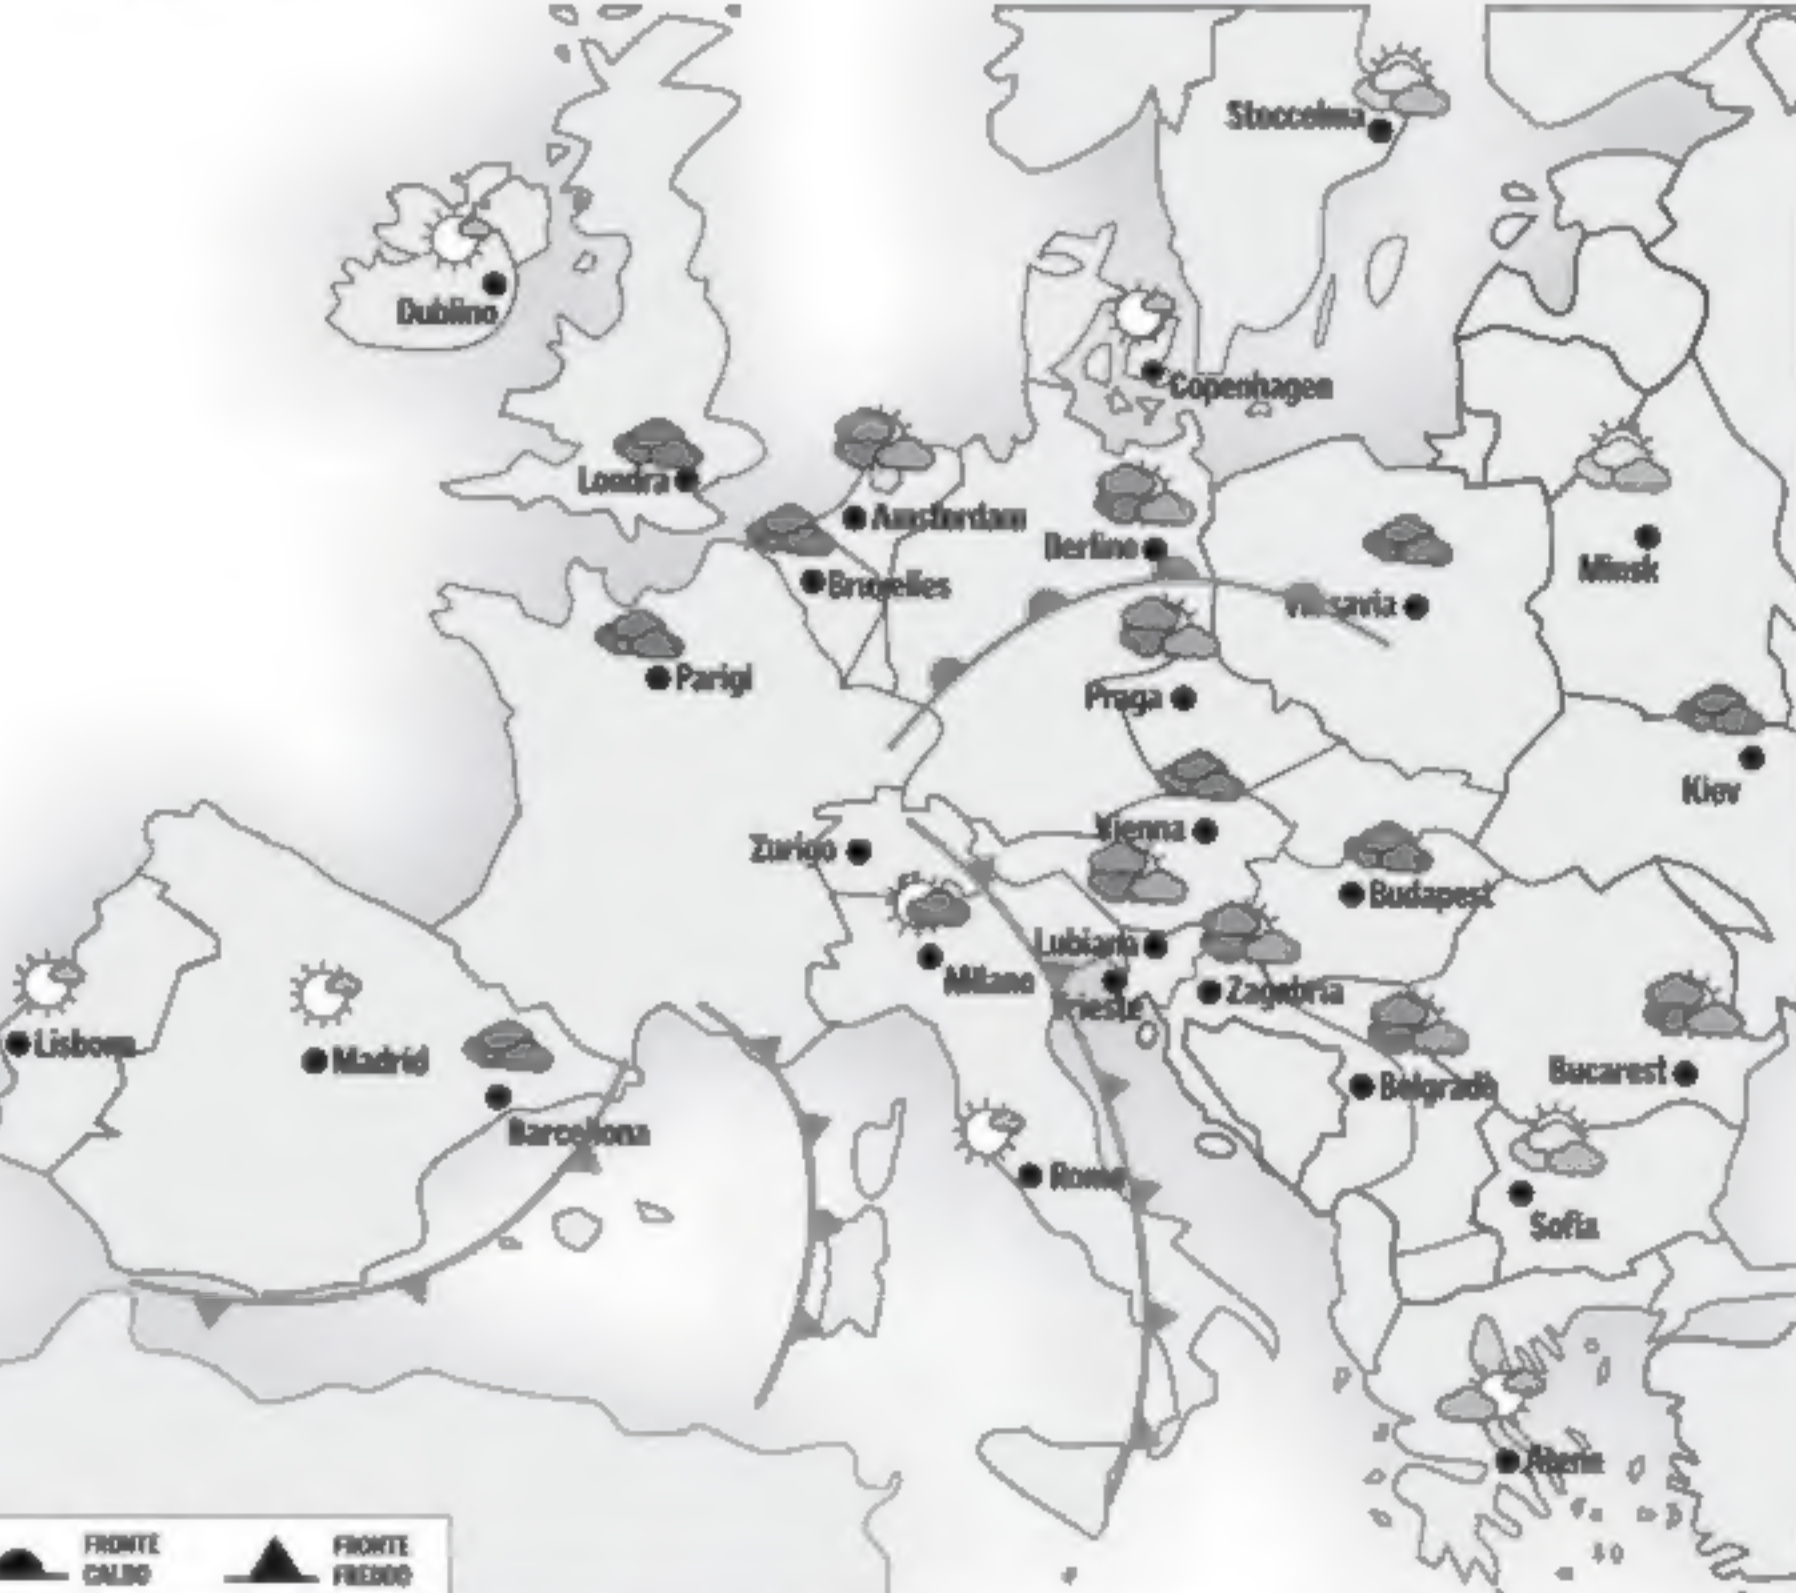 Stoccolma
Dublino
Copenhagen
Londra
Amsterdam
Berlino
Bruxelles
Varsavia
Minsk
Parigi
Praga
Kiev
Vienna
Zurigo
Budapest
Lubiana
Milano
Zagabria
Trieste
Lisbona
Madrid
Belgrado
Bucarest
Barcellona
Roma
Sofia
Atene
FRONTE
CALDO
FRONTE
FREDDO